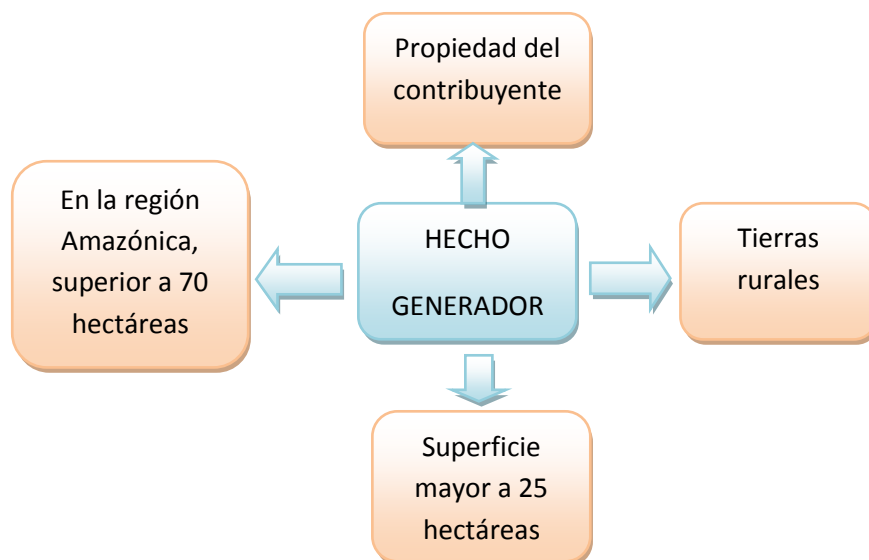 Propiedad del
contribuyente
En la región
Amazónica,
superior a 70
hectáreas
HECHO
GENERADOR
Tierras
rurales
Superficie
mayor a 25
hectáreas